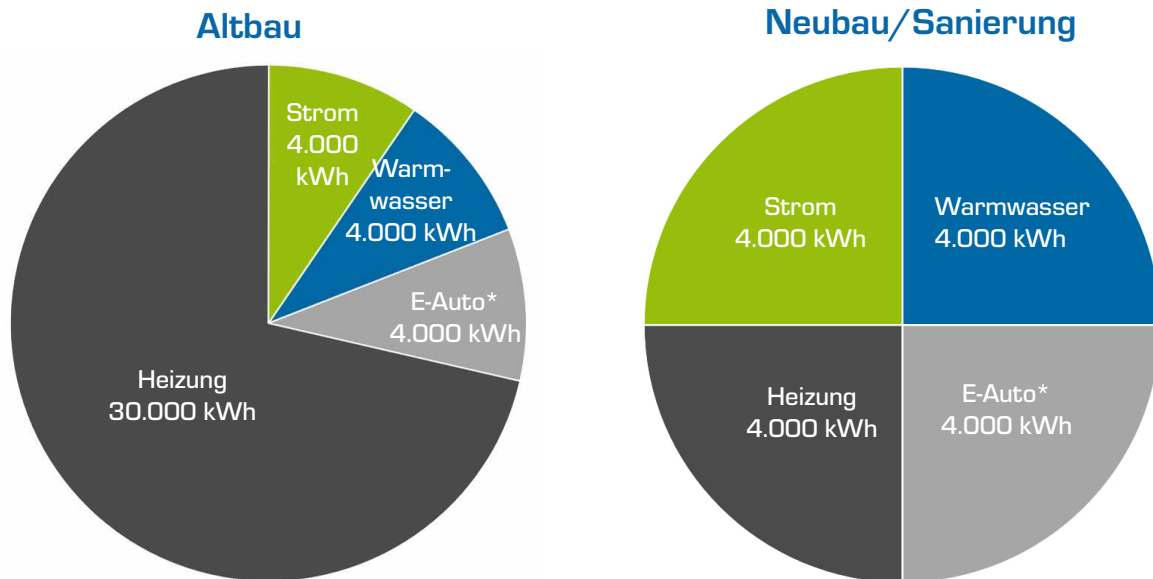 Altbau
Strom
4.000
kWh
Warm-
wasser
4.000 kWh
E-Auto*
4.000 kWh
Heizung
30.000 kWh
Neubau/Sanierung
Strom
4.000 kWh
Warmwasser
4.000 kWh
Heizung
4.000 kWh
E-Auto*
4.000 kWh